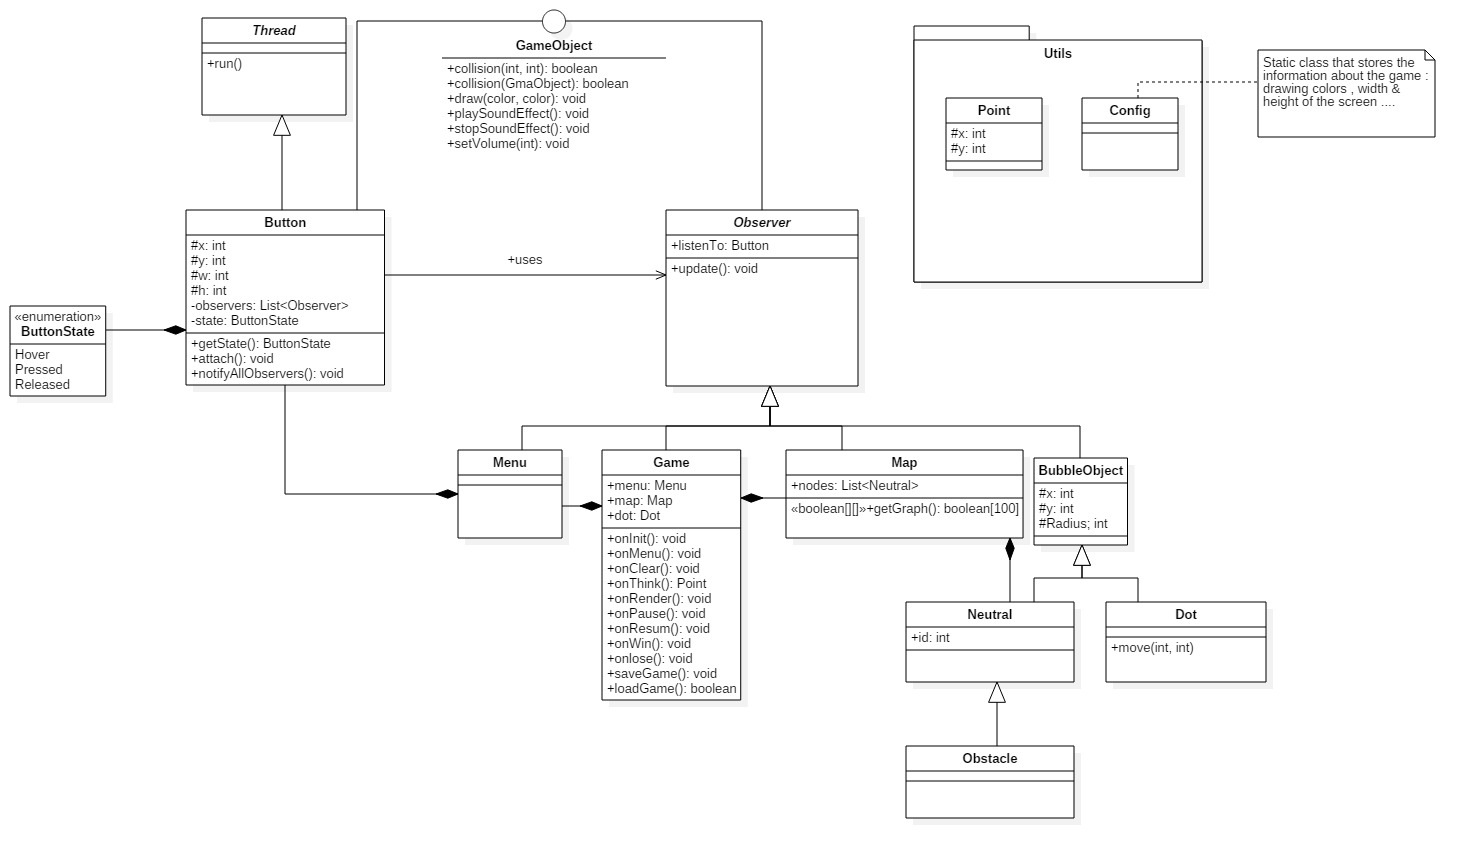 Thread
+run()
GameObject
+collision(int, int): boolean
+collision(GmaObject): boolean
+draw(color, color): void
+playSoundEffect(): void
+stopSoundEffect(): void
+setVolume(int): void
Utils
Point
#x: int
#y: int
Config
Static class that stores the
information about the game :
drawing colors , width &
height of the screen ....
Button
#x: int
#y: int
#w: int
#h: int
-observers: List<Observer>
-state: ButtonState
+getState(): ButtonState
+attach(): void
+notifyAllObservers(): void
+uses
Observer
+listenTo: Button
+update(): void
«enumeration»
ButtonState
Hover
Pressed
Released
Menu
Game
+menu: Menu
+map: Map
+dot: Dot
+onInit(): void
+onMenu(): void
+onClear(): void
+onThink(): Point
+onRender(): void
+onPause(): void
+onResum(): void
+onWin(): void
+onlose(): void
+saveGame(): void
+loadGame(): boolean
Map
+nodes: List<Neutral>
«boolean[][]»+getGraph(): boolean[100]
BubbleObject
#x: int
#y: int
#Radius; int
Neutral
+id: int
Dot
+move(int, int)
Obstacle